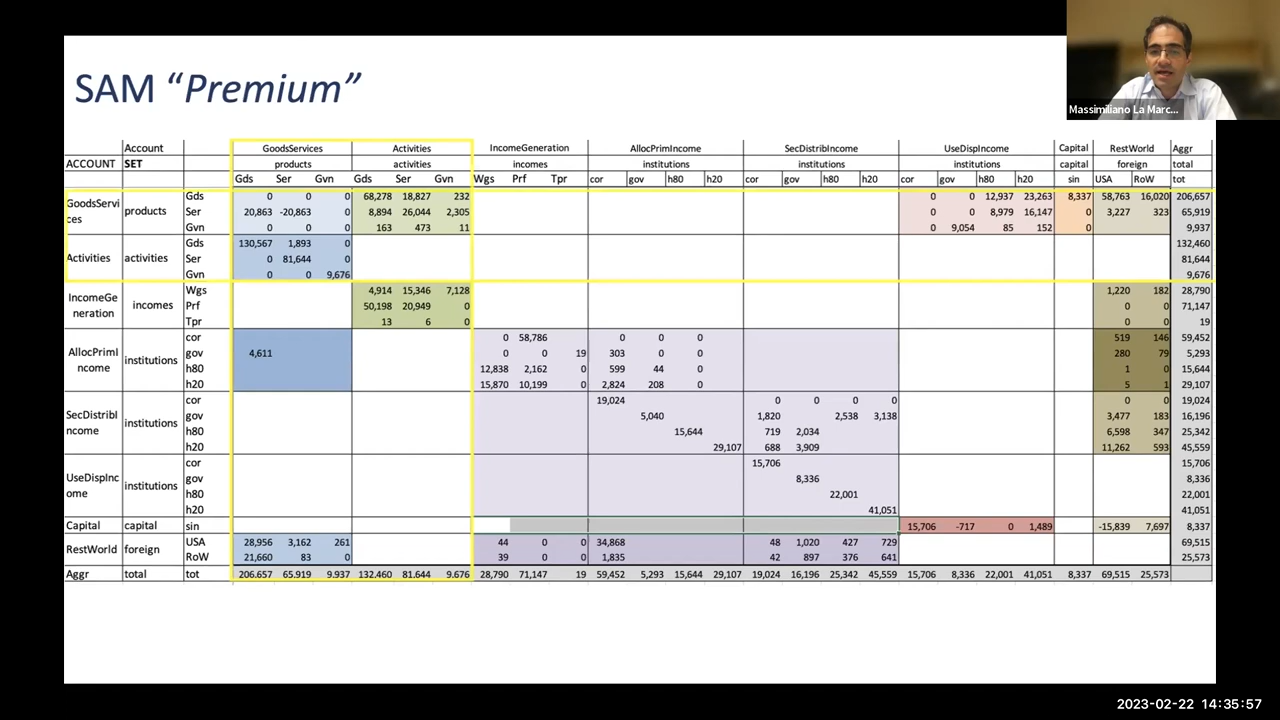 SAM “Premium”
Massimiliano La Marc...
Account GoodsServices Activities IncomeGeneration AllocPrimIncome SecDistribIncome UseDispIncome Capital RestWorld Aggr
ACCOUNT SET products activities incomes institutions institutions institutions capital foreign total
Gds Ser Gvn Gds Ser Gvn Wgs Prf Tpr cor gov h80 h20 cor gov h80 h20 cor gov h80 h20 sin USA RoW tot
GoodsServi ces products Gds 0 0 0 68,278 18,827 232 0 0 12,937 23,263 8,337 58,763 16,020 206,657
Ser 20,863 -20,863 0 8,894 26,044 2,305 0 0 8,979 16,147 0 3,227 323 65,919
Gvn 0 0 0 163 473 11 0 9,054 85 152 0 9,937
Activities activities Gds 130,567 1,893 0 132,460
Ser 0 81,644 0 81,644
Gvn 0 0 9,676 9,676
IncomeGe neration incomes Wgs 4,914 15,346 7,128 1,220 182 28,790
Prf 50,198 20,949 0 0 0 71,147
Tpr 13 6 0 0 0 19
AllocPrimI ncome institutions cor 0 58,786 0 0 0 519 146 59,452
gov 4,611 0 0 19 303 0 0 280 79 5,293
h80 12,838 2,162 0 599 44 0 1 0 15,644
h20 15,870 10,199 0 2,824 208 0 5 1 29,107
SecDistribI ncome institutions cor 19,024 0 0 0 0 0 0 19,024
gov 5,040 1,820 2,538 3,138 3,477 183 16,196
h80 15,644 719 2,034 6,598 347 25,342
h20 29,107 688 3,909 11,262 593 45,559
UseDispInc ome institutions cor 15,706 15,706
gov 8,336 8,336
h80 22,001 22,001
h20 41,051 41,051
Capital capital sin 15,706 -717 0 1,489 -15,839 7,697 8,337
RestWorld foreign USA 28,956 3,162 261 44 0 0 34,868 48 1,020 427 729 69,515
RoW 21,660 83 0 39 0 0 1,835 42 897 376 641 25,573
Aggr total tot 206.657 65.919 9.937 132.460 81.644 9.676 28,790 71,147 19 59,452 5,293 15,644 29,107 19,024 16,196 25,342 45,559 15,706 8,336 22,001 41,051 8,337 69,515 25,573
2023-02-22 14:35:57